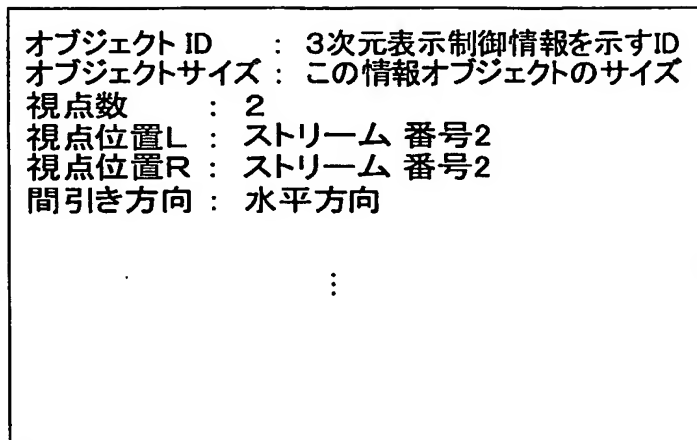 オブジェクト ID : 3次元表示制御情報を示すID
オブジェクトサイズ : この情報オブジェクトのサイズ
視点数 : 2
視点位置L : ストリーム 番号2
視点位置R : ストリーム 番号2
間引き方向 : 水平方向
⋮